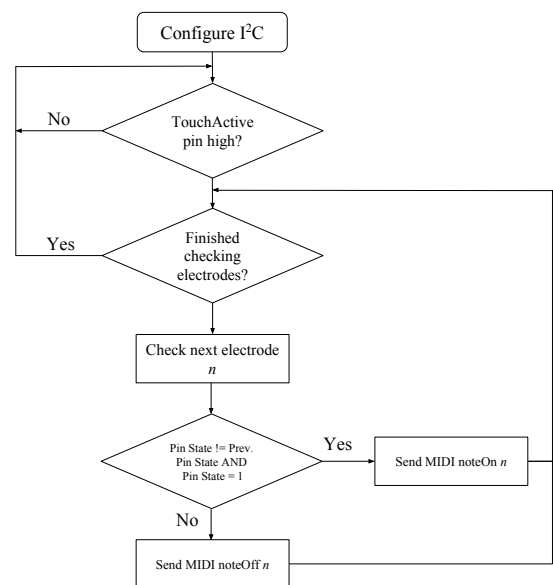 Configure I²C
TouchActive
pin high?
No
Finished
checking
electrodes?
Yes
Check next electrode
n
Pin State != Prev.
Pin State AND
Pin State = 1
Yes
Send MIDI noteOn n
No
Send MIDI noteOff n